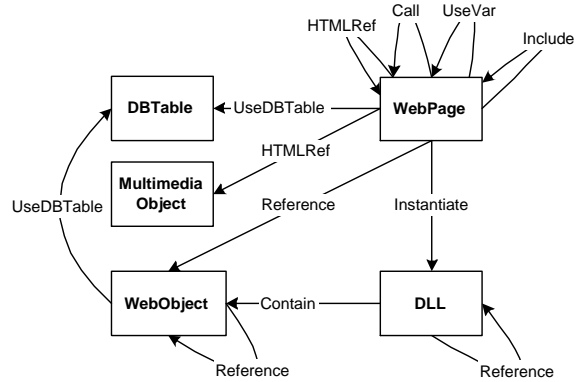 Call
UseVar
HTMLRef
Include
DBTable
UseDBTable
WebPage
HTMLRef
Multimedia
Object
UseDBTable
Reference
Instantiate
WebObject
Contain
DLL
Reference
Reference